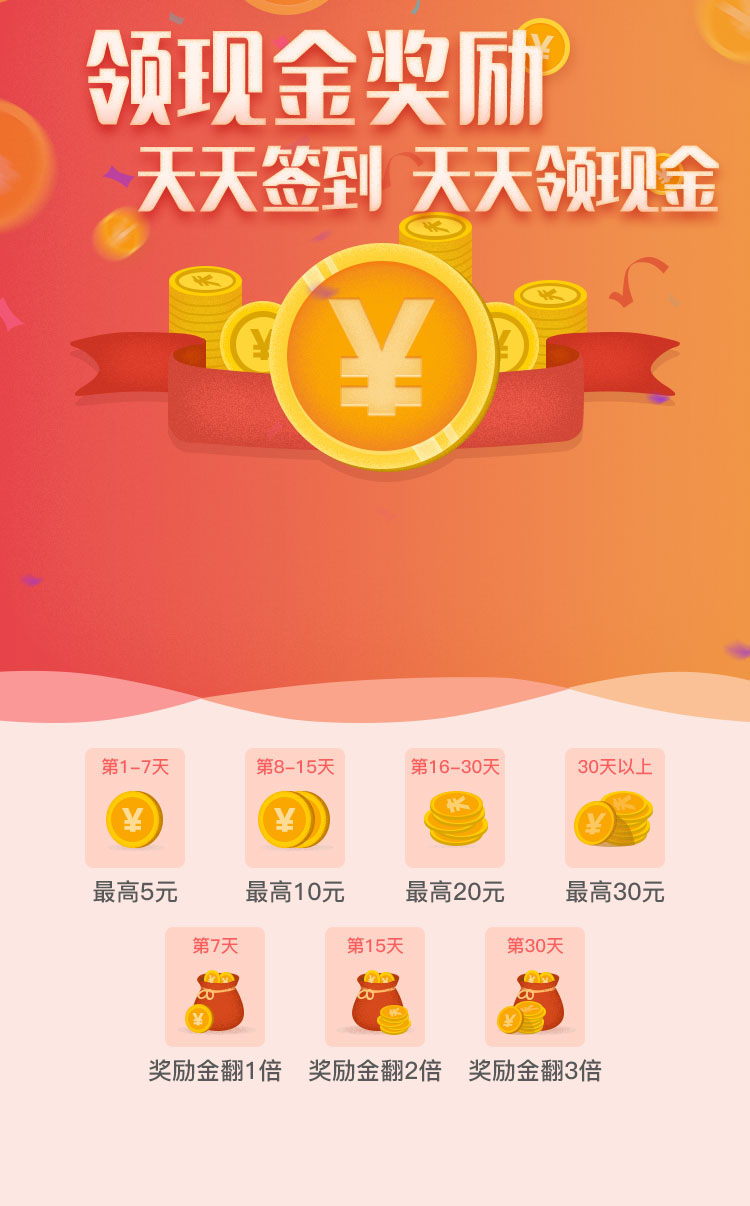 领现金奖励
天天签到 天天领现金
第1-7天
第8-15天
第16-30天
30天以上
最高5元
最高10元
最高20元
最高30元
第7天
第15天
第30天
奖励金翻1倍
奖励金翻2倍
奖励金翻3倍